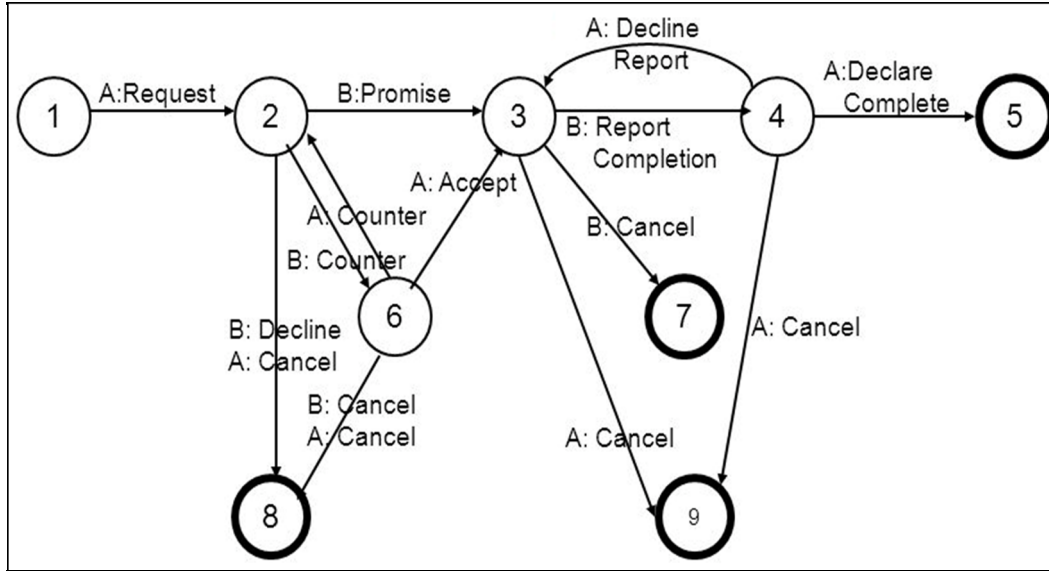 A: Decline
Report
A:Declare
Complete
A:Request
B:Promise
1
2
3
4
5
B: Report
Completion
A: Accept
A: Counter
B: Cancel
B: Counter
6
7
B: Decline
A: Cancel
A: Cancel
B: Cancel
A: Cancel
A: Cancel
8
9